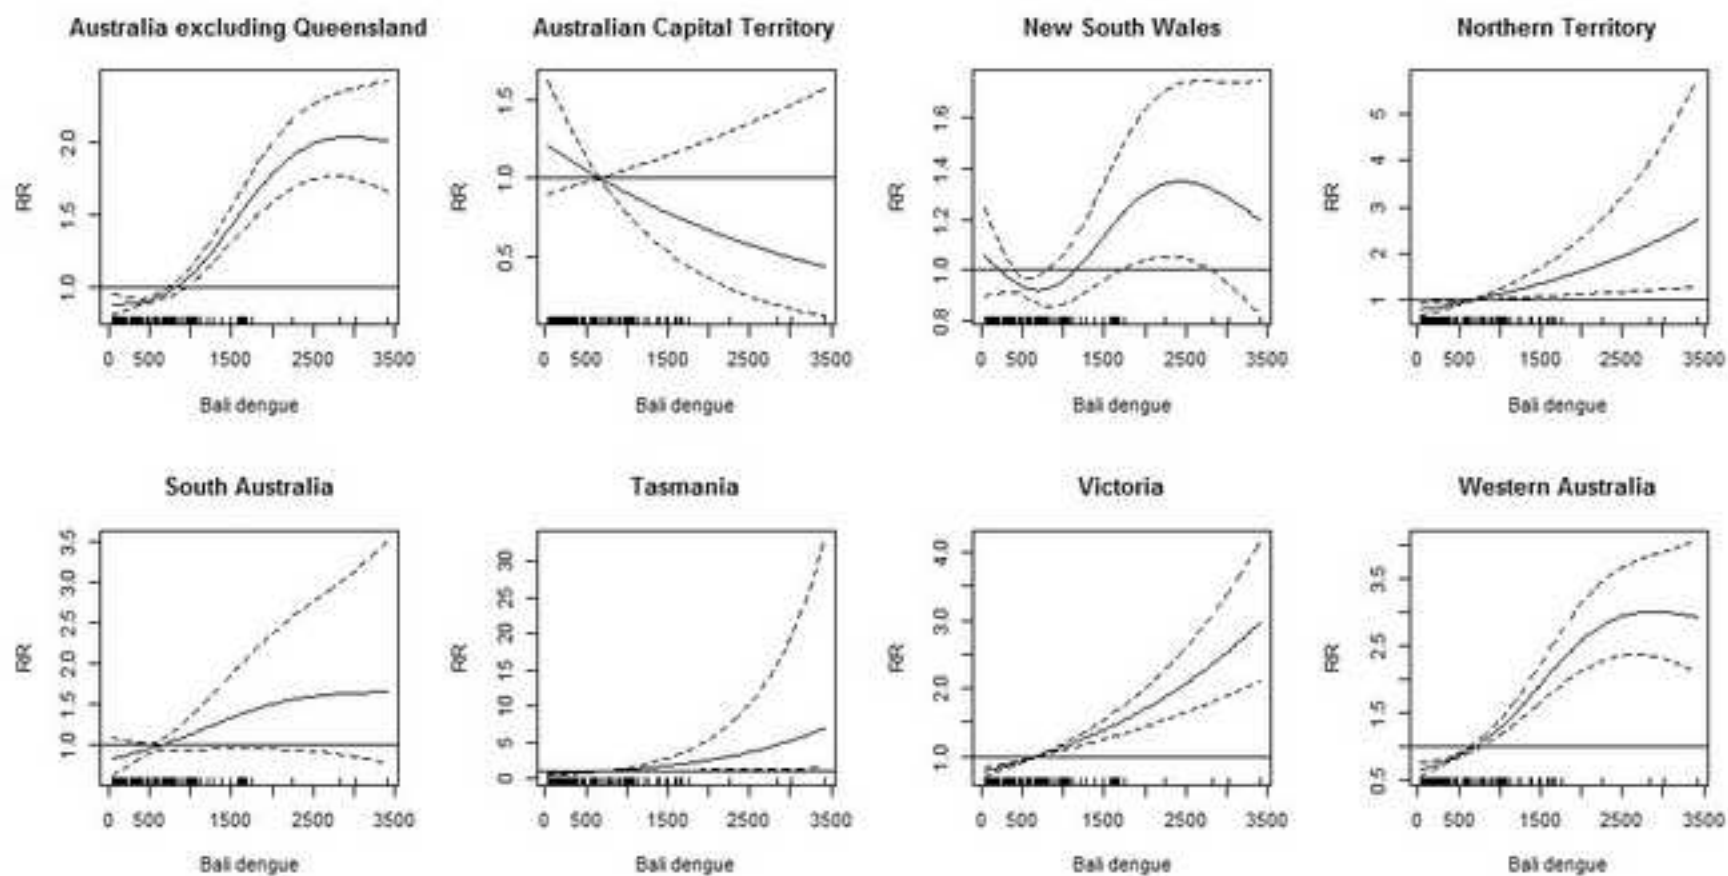 Australia excluding Queensland
Australian Capital Territory
New South Wales
Northern Territory
RR
1.0 1.5 2.0
0 500 1500 2500 3500
Bali dengue
RR
0.5 1.0 1.5
0 500 1500 2500 3500
Bali dengue
RR
0.8 1.0 1.2 1.4 1.6
0 500 1500 2500 3500
Bali dengue
RR
1 2 3 4 5
0 500 1500 2500 3500
Bali dengue
South Australia
Tasmania
Victoria
Western Australia
RR
1.0 1.5 2.0 2.5 3.0 3.5
0 500 1500 2500 3500
Bali dengue
RR
0 5 10 15 20 25 30
0 500 1500 2500 3500
Bali dengue
RR
1.0 2.0 3.0 4.0
0 500 1500 2500 3500
Bali dengue
RR
0.5 1.5 2.5 3.5
0 500 1500 2500 3500
Bali dengue